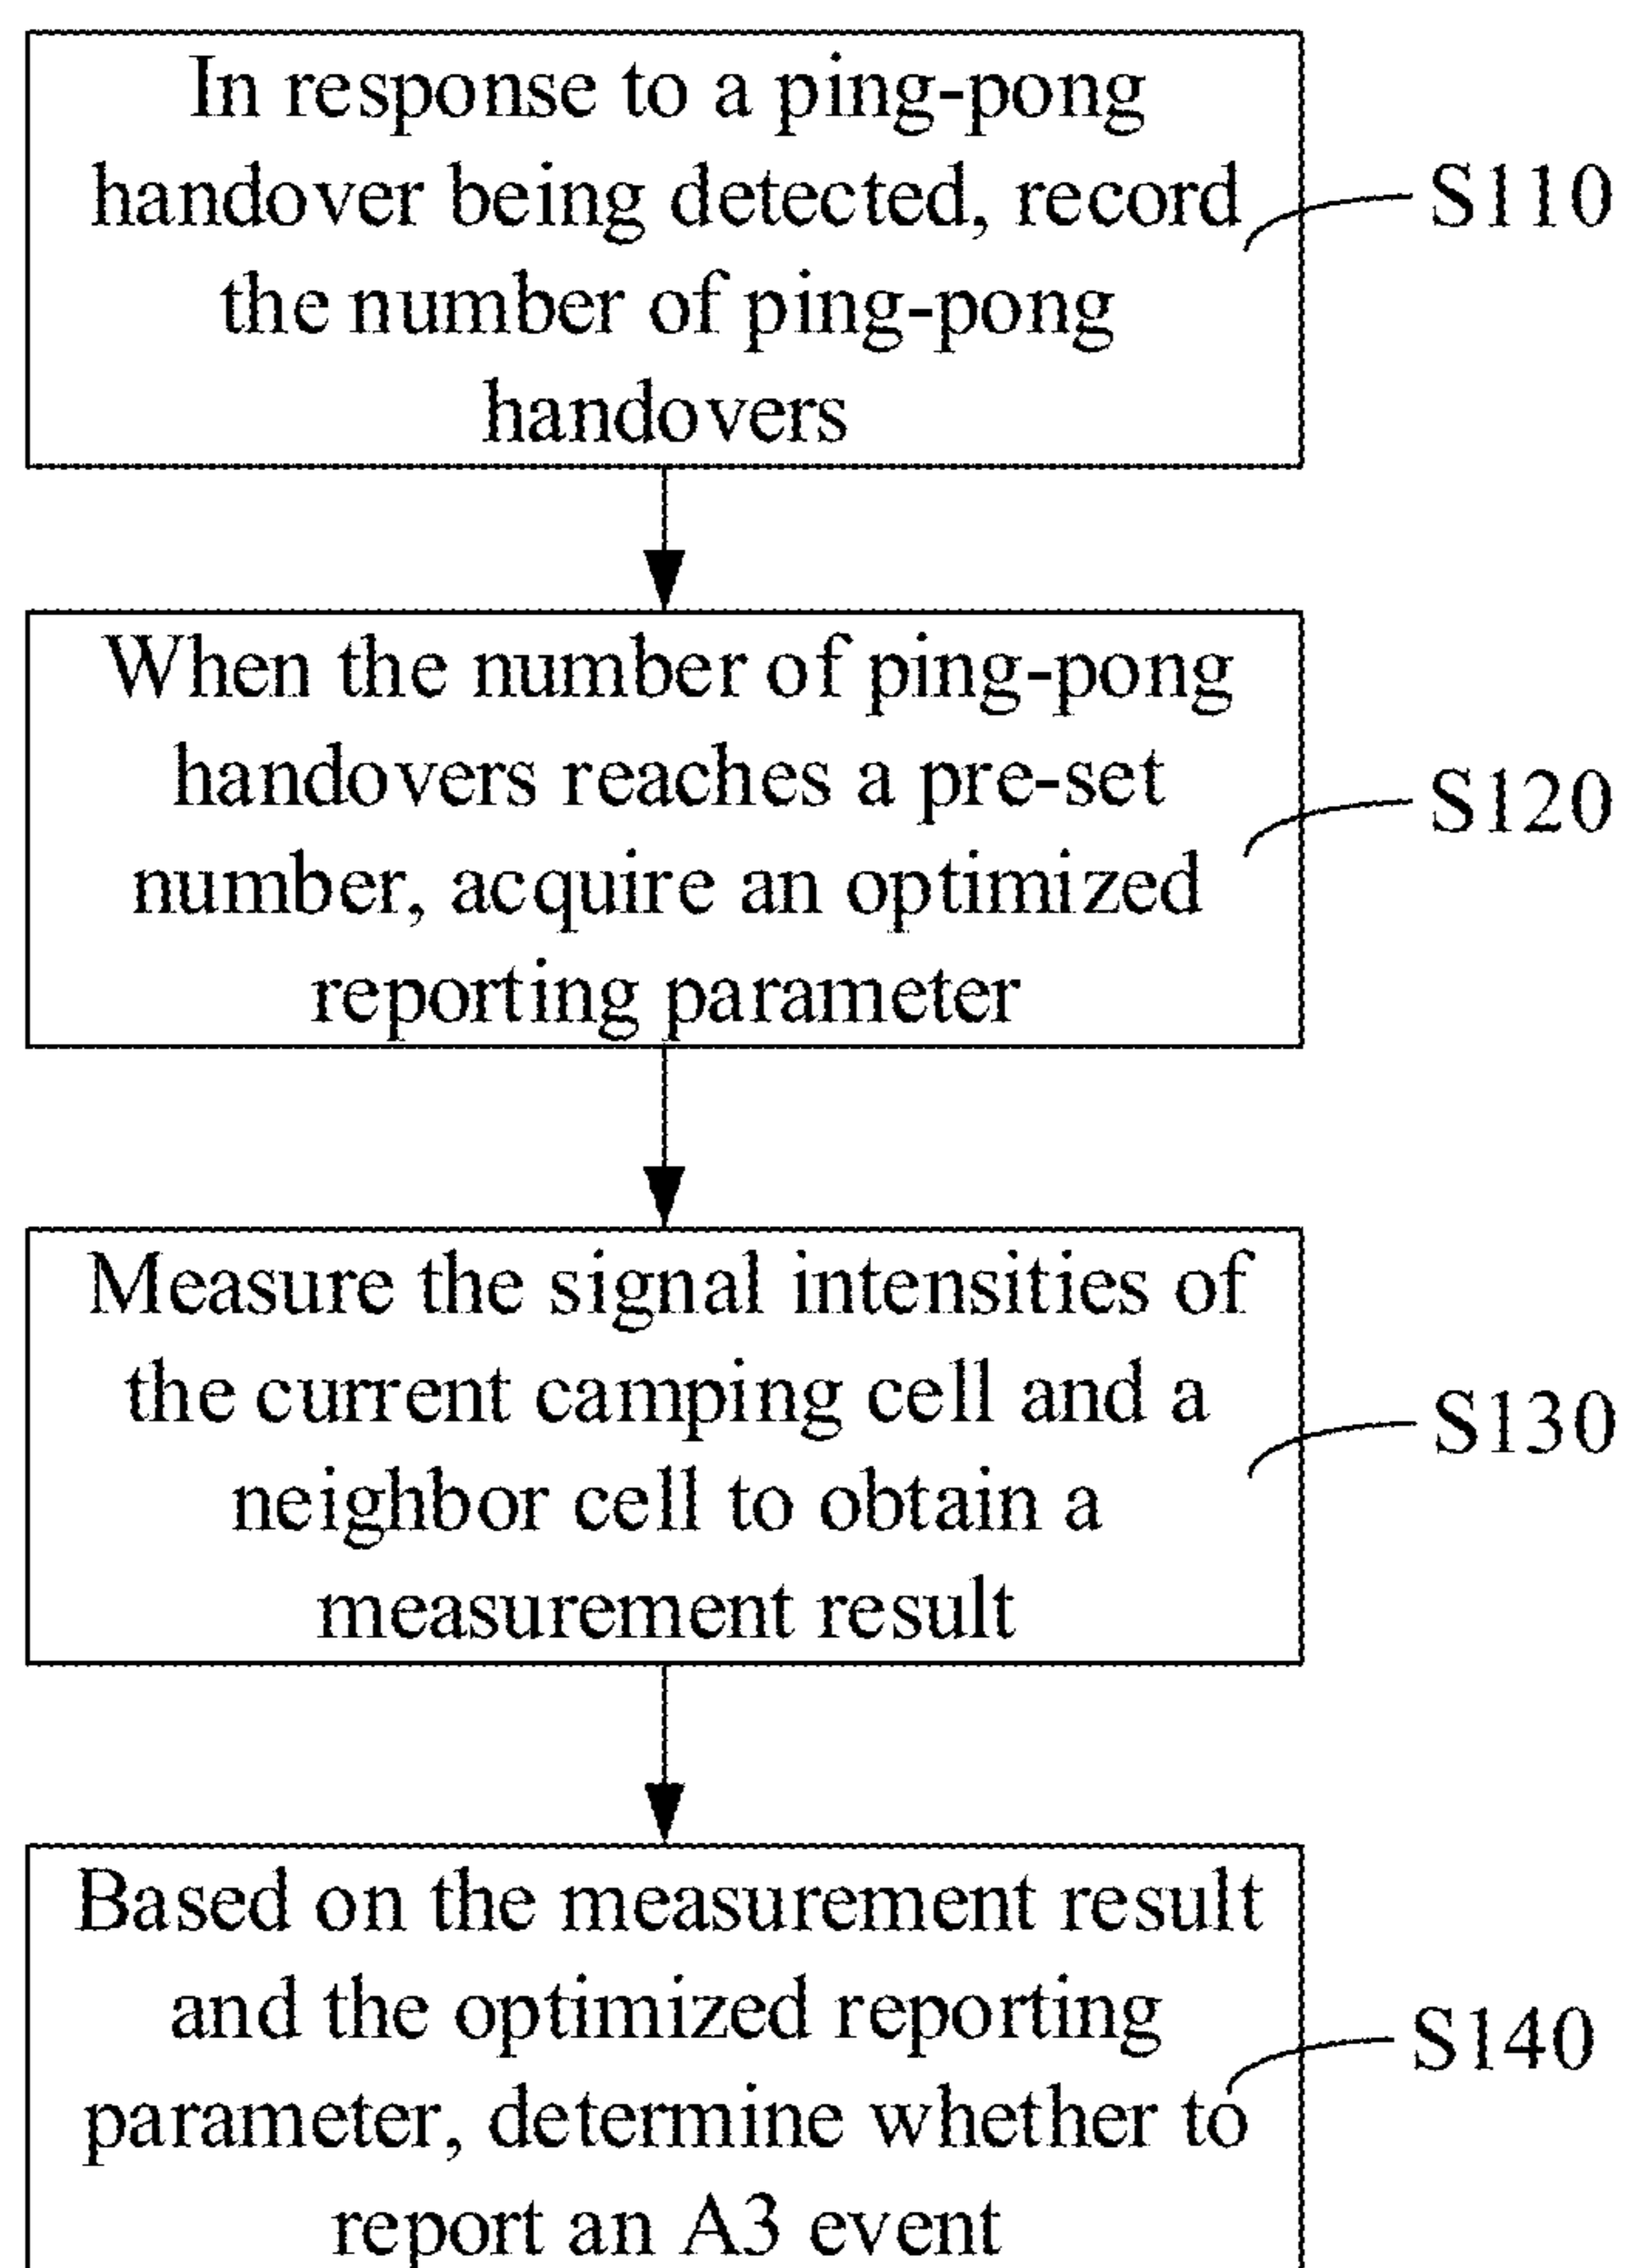 In response to a ping-pong
handover being detected, record
the number of ping-pong
handovers
S110
When the number of ping-pong
handovers reaches a pre-set
number, acquire an optimized
reporting parameter
S120
Measure the signal intensities of
the current camping cell and a
neighbor cell to obtain a
measurement result
S130
Based on the measurement result
and the optimized reporting
parameter, determine whether to
report an A3 event
S140